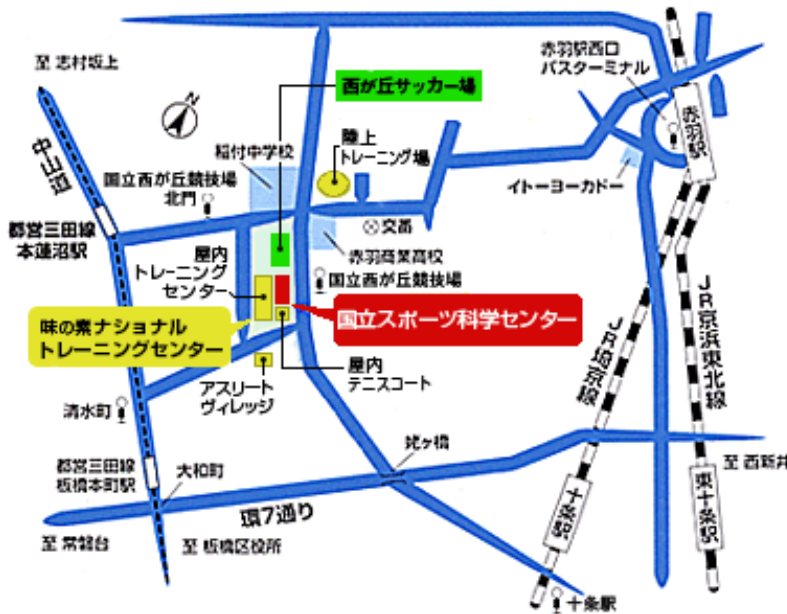 至 志村坂上
N
西が丘サッカー場
赤羽駅西口
バスターミナル
赤羽駅
中山道
稲付中学校
陸上
トレーニング場
国立西が丘競技場
北門
イトーヨーカドー
交番
都営三田線
本蓮沼駅
赤羽商業高校
屋内
トレーニング
センター
国立西が丘競技場
味の素ナショナル
トレーニングセンター
国立スポーツ科学センター
JR埼京線
JR京浜東北線
屋内
テニスコート
アスリート
ヴィレッジ
清水町
姥ヶ橋
至 西新井
都営三田線
板橋本町駅
大和町
環7通り
十条駅
東十条駅
至 常磐台
至 板橋区役所
十条駅